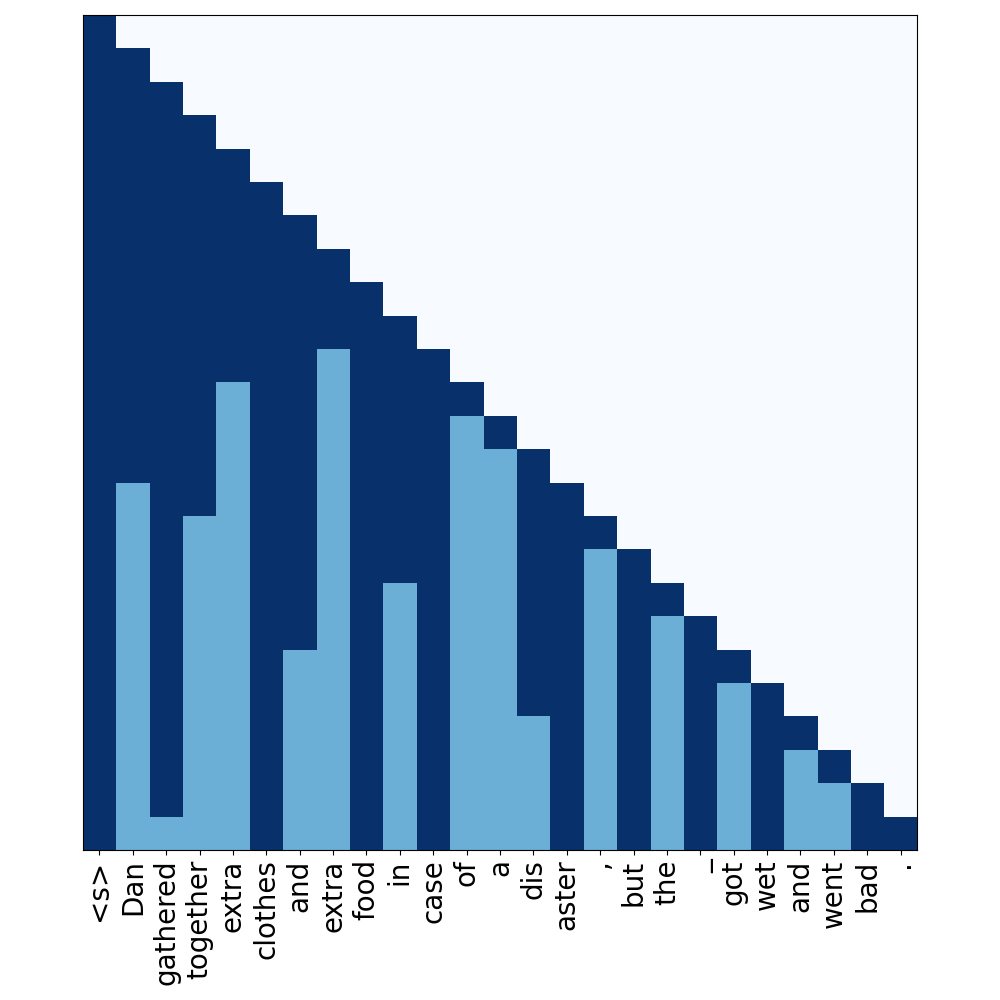 <s> Dan gathered together extra clothes and extra food in case of a dis aster , but the _ got wet and went bad .